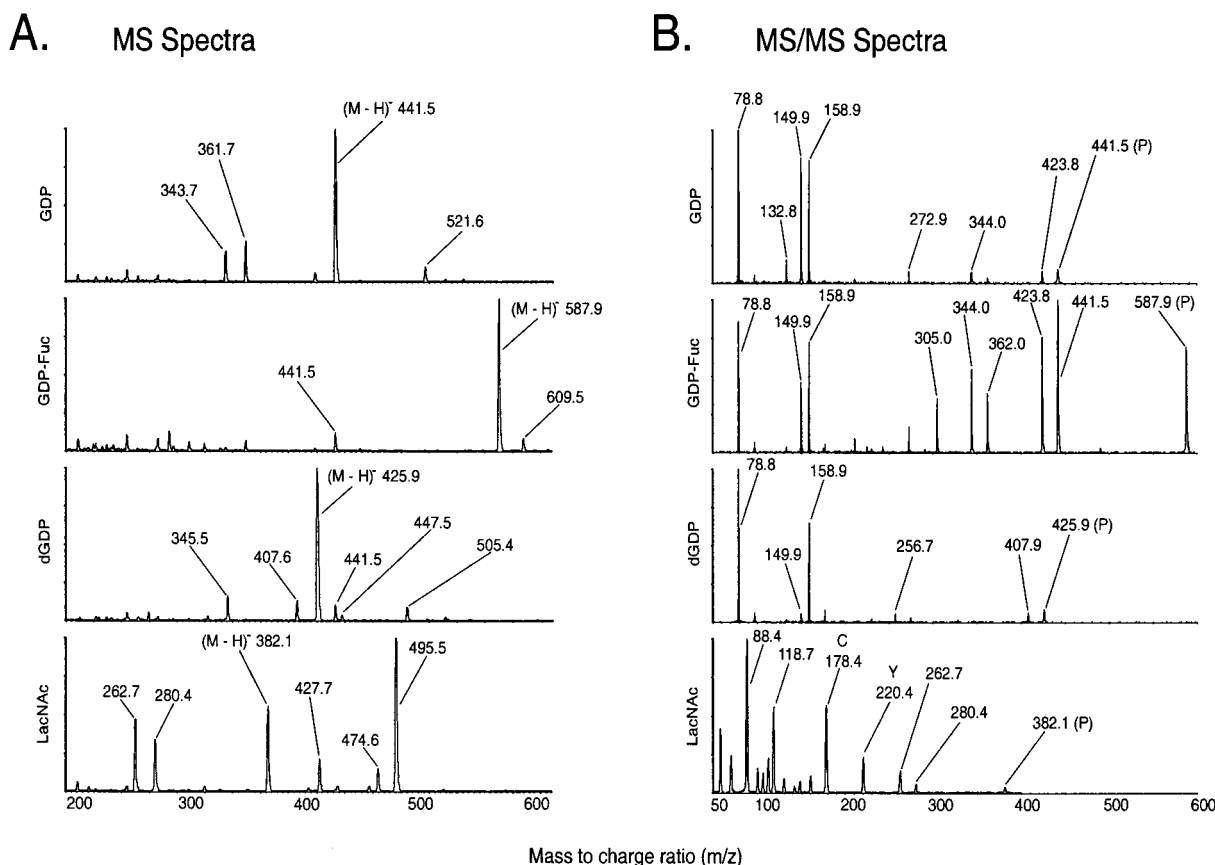 A. MS Spectra
B. MS/MS Spectra
GDP
343.7
361.7
(M - H)⁻ 441.5
521.6
GDP-Fuc
441.5
(M - H)⁻ 587.9
609.5
dGDP
345.5
407.6
(M - H)⁻ 425.9
441.5
447.5
505.4
LacNAc
262.7
280.4
(M - H)⁻ 382.1
427.7
474.6
495.5
200 300 400 500 600
GDP
78.8
132.8
149.9
158.9
272.9
344.0
423.8
441.5 (P)
GDP-Fuc
78.8
149.9
158.9
305.0
344.0
362.0
423.8
441.5
587.9 (P)
dGDP
78.8
149.9
158.9
256.7
407.9
425.9 (P)
LacNAc
88.4
118.7
C
178.4
Y
220.4
262.7
280.4
382.1 (P)
50 100 200 300 400 500 600
Mass to charge ratio (m/z)